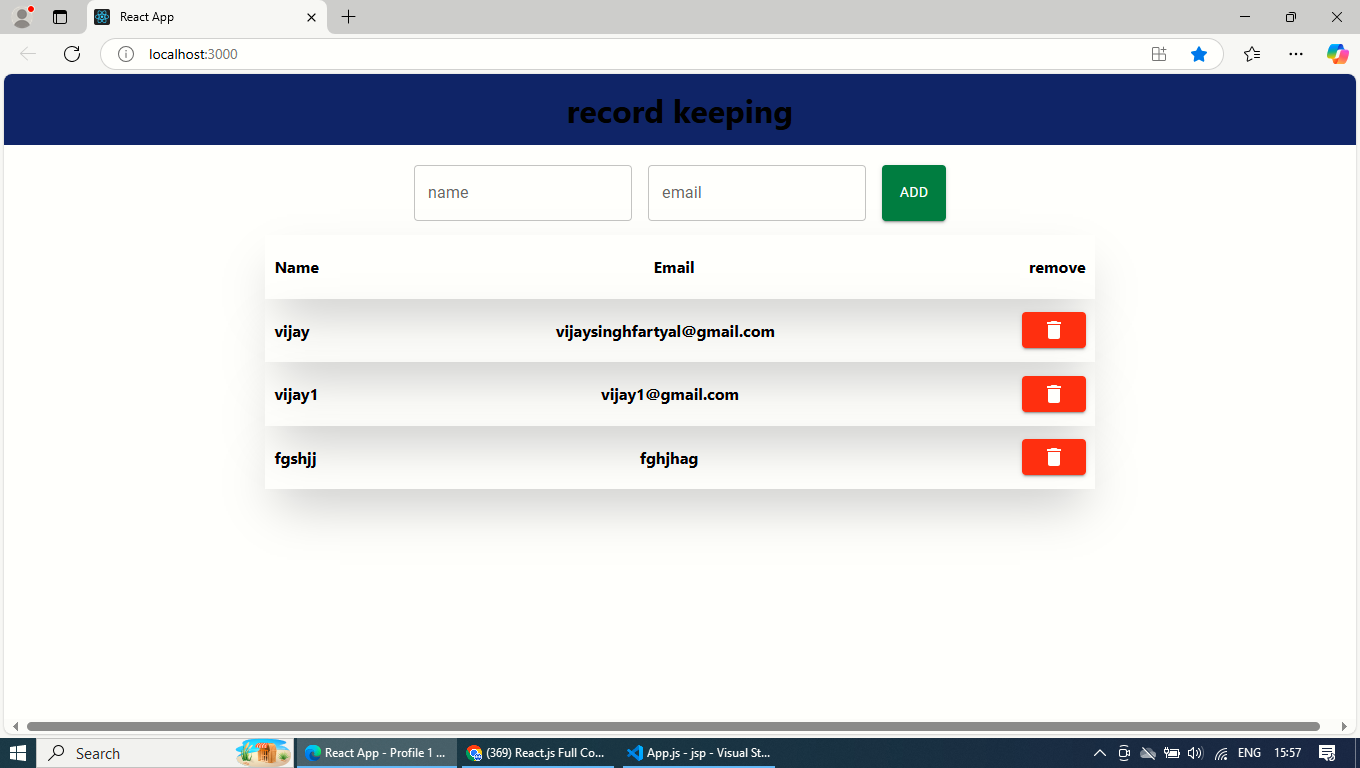 React App
localhost:3000
record keeping
name email ADD
Name Email remove
vijay vijaysinghfartyal@gmail.com
vijay1 vijay1@gmail.com
fgshjj fghjhag
Search React App - Profile 1 ... (369) React.js Full Co... App.js - jsp - Visual St... ENG 15:57